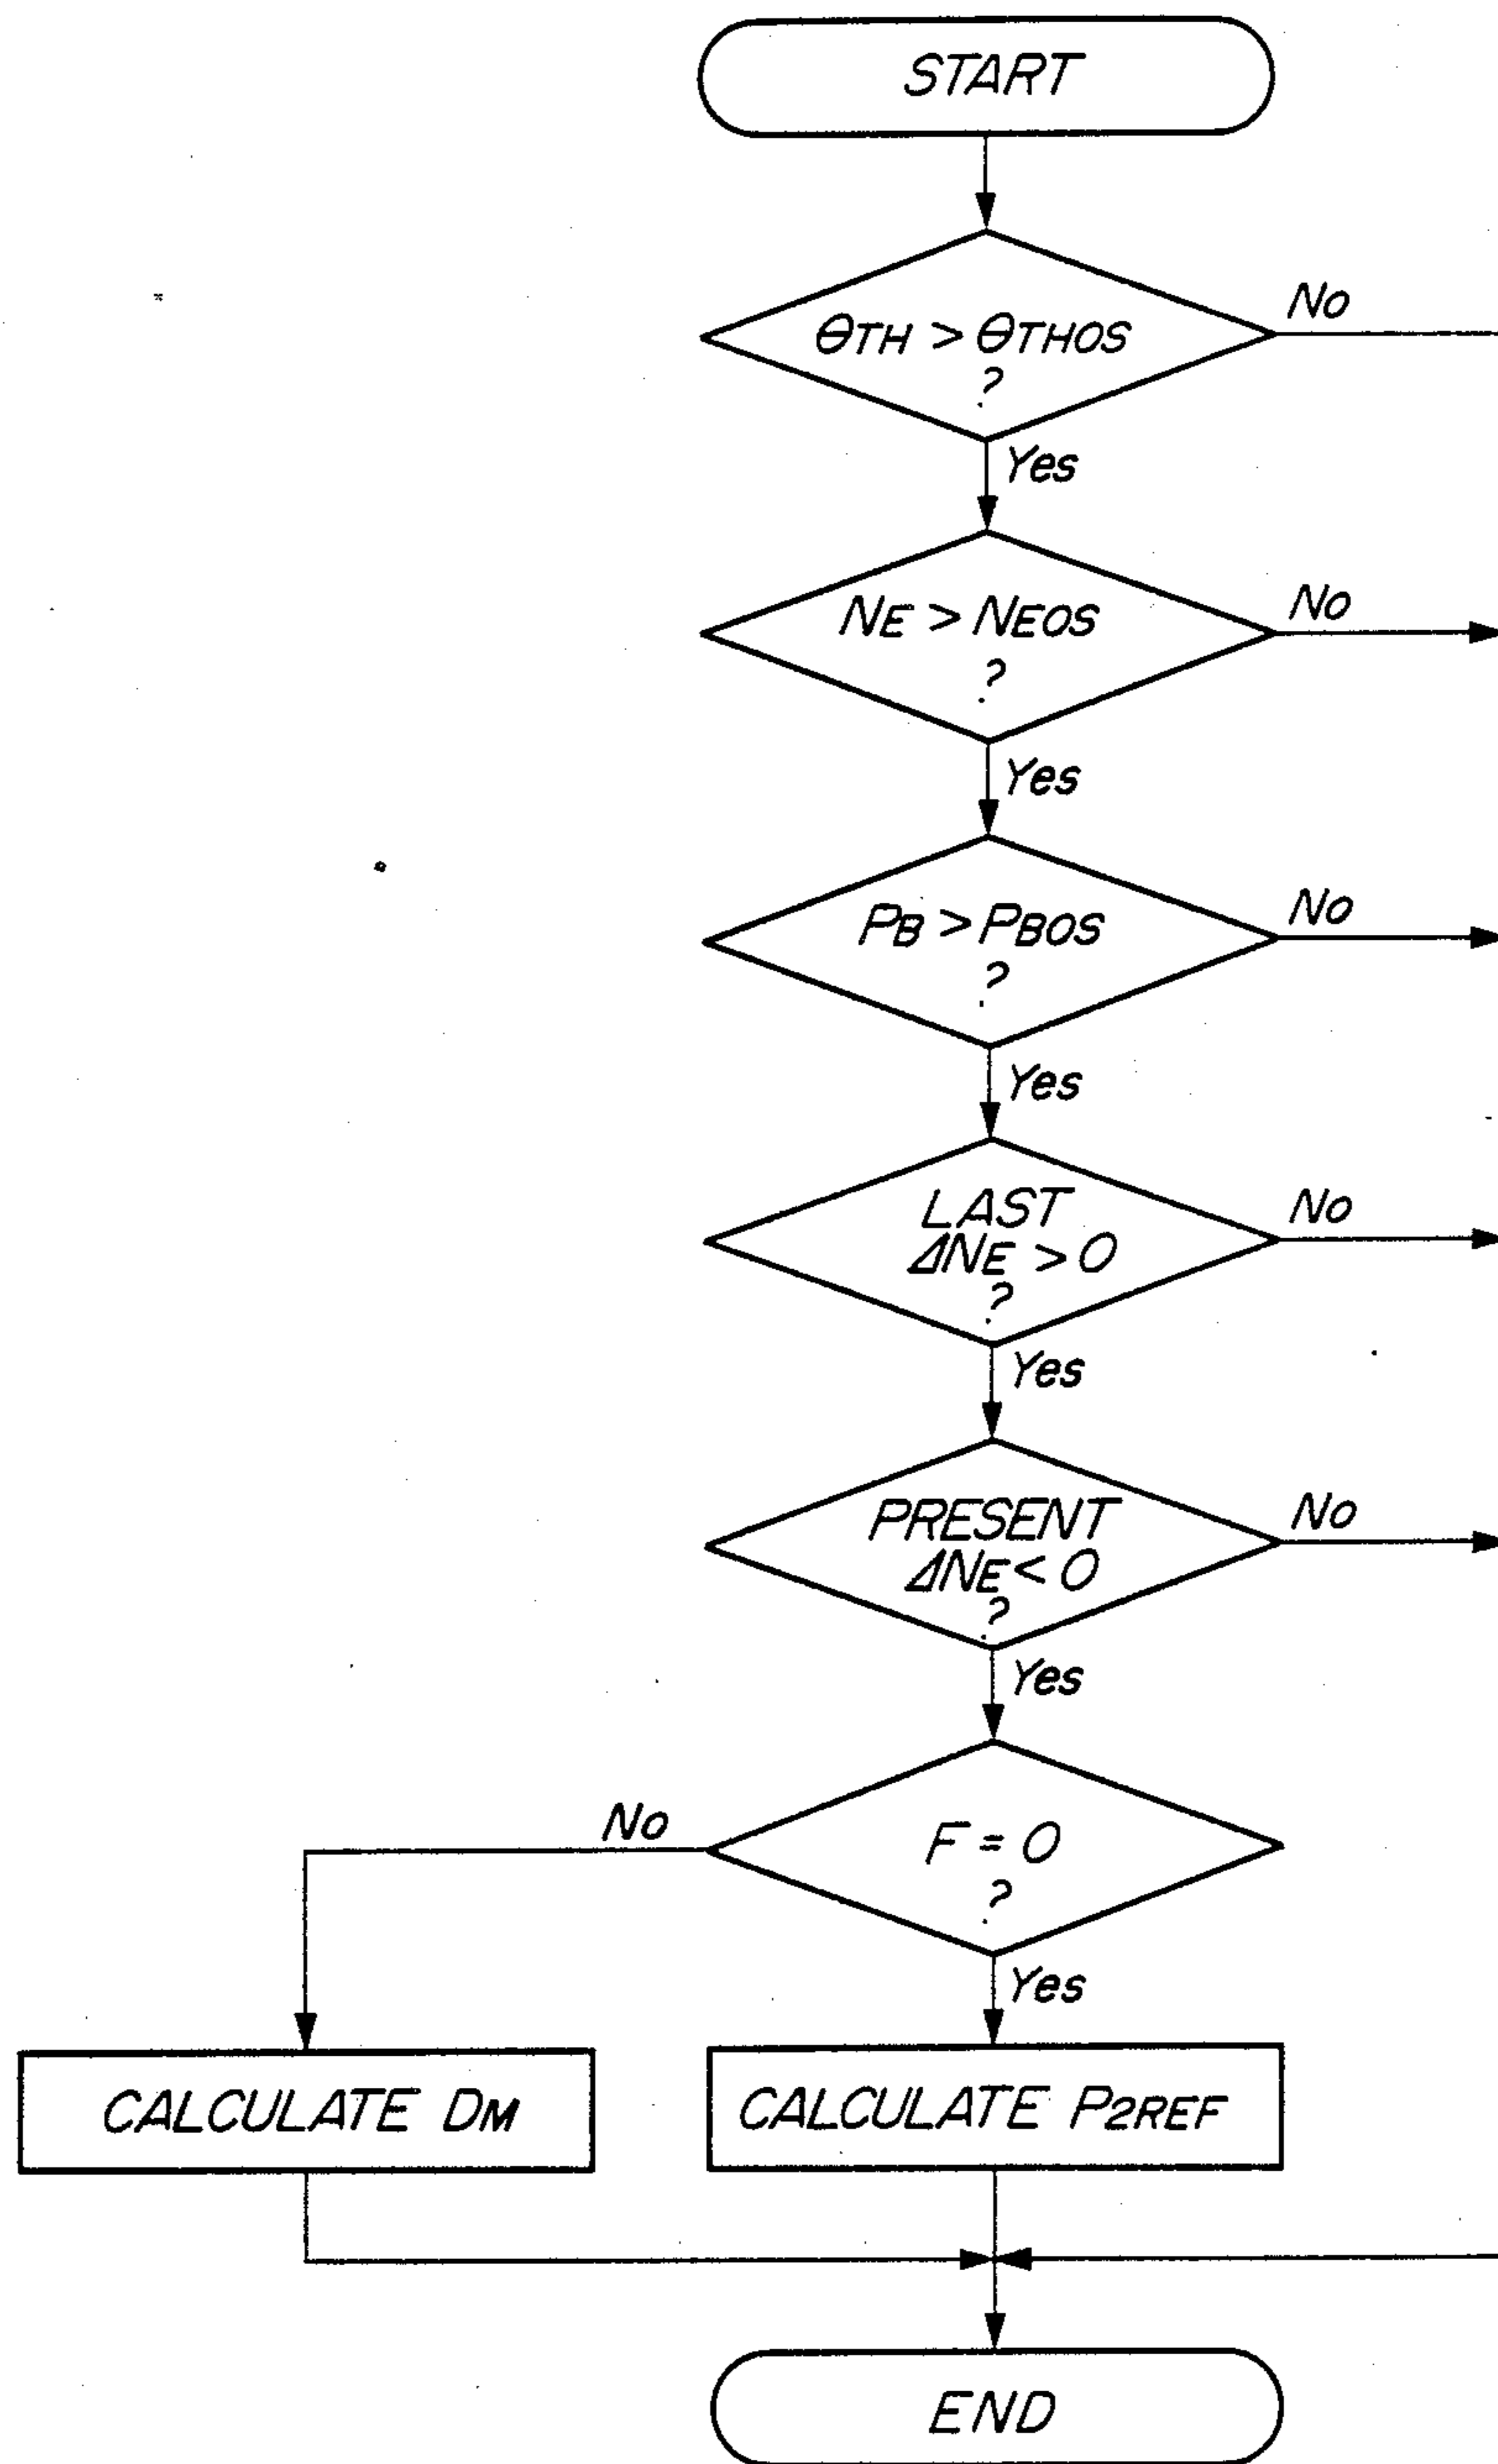 START
θTH > θTHOS
?
No
Yes
NE > NEOS
?
No
Yes
PB > PBOS
?
No
Yes
LAST
ΔNE > 0
?
No
Yes
PRESENT
ΔNE < 0
?
No
Yes
F = 0
?
No
Yes
CALCULATE DM
CALCULATE P2REF
END